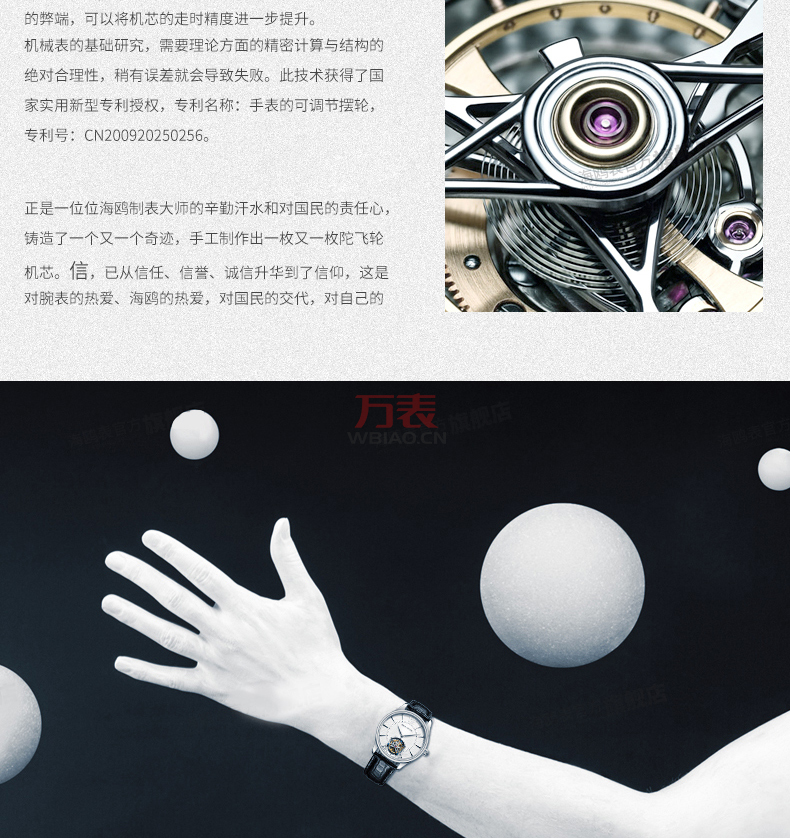 的弊端，可以将机芯的走时精度进一步提升。
机械表的基础研究，需要理论方面的精密计算与结构的
绝对合理性，稍有误差就会导致失败。此技术获得了国
家实用新型专利授权，专利名称：手表的可调节摆轮，
专利号：CN200920250256。
正是一位位海鸥制表大师的辛勤汗水和对国民的责任心，
铸造了一个又一个奇迹，手工制作出一枚又一枚陀飞轮
机芯。信，已从信任、信誉、诚信升华到了信仰，这是
对腕表的热爱、海鸥的热爱，对国民的交代，对自己的
万表
WBIAO.CN